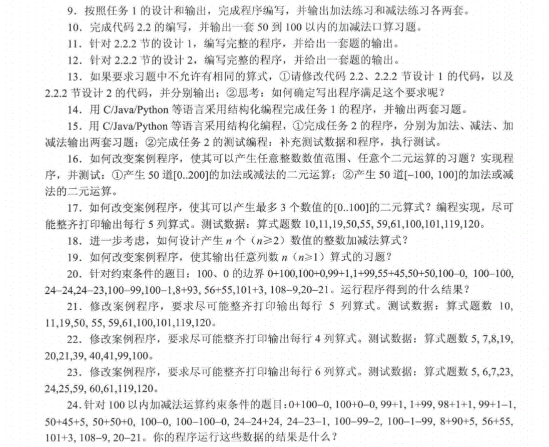 9．按照任务 1 的设计和输出，完成程序编写，并输出加法练习和减法练习各两套。
10．完成代码 2.2 的编写，并输出一套 50 到 100 以内的加减法口算习题。
11．针对 2.2.2 节的设计 1，编写完整的程序，并给出一套题的输出。
12．针对 2.2.2 节的设计 2，编写完整的程序，并给出一套题的输出。
13．如果要求习题中不允许有相同的算式，①请修改代码 2.2、2.2.2 节设计 1 的代码，以及
2.2.2 节设计 2 的代码，并分别输出；②思考：如何确定写出程序满足这个要求呢？
14．用 C/Java/Python 等语言采用结构化编程完成任务 1 的程序，并输出两套习题。
15．用 C/Java/Python 等语言采用结构化编程，①完成任务 2 的程序，分别为加法、减法、加
减法输出两套习题；②完成任务 2 的测试编程：补充测试数据和程序，执行测试。
16．如何改变案例程序，使其可以产生任意整数数值范围、任意个二元运算的习题？实现程
序，并测试：①产生 50 道[0..200]的加法或减法的二元运算；②产生 50 道[−100, 100]的加法或减
法的二元运算。
17．如何改变案例程序，使其可以产生最多 3 个数值的[0..100]的二元算式？编程实现，尽可
能整齐打印输出每行 5 列算式。测试数据：算式题数 10,11,19,50,55, 59,61,100,101,119,120。
18．进一步考虑，如何设计产生 n 个（n≥2）数值的整数加减法算式？
19．如何改变案例程序，使其输出任意列数 n（n≥1）算式的习题？
20．针对约束条件的题目：100、0 的边界 0+100,100+0,99+1,1+99,55+45,50+50,100−0, 100−100,
24−24,24−23,100−99,100−1,8+93, 56+55,101+3, 108−9,20−21。运行程序得到的什么结果？
21．修改案例程序，要求尽可能整齐打印输出每行 5 列算式。测试数据：算式题数 10,
11,19,50, 55, 59,61,100,101,119,120。
22．修改案例程序，要求尽可能整齐打印输出每行 4 列算式。测试数据：算式题数 5, 7,8,19,
20,21,39, 40,41,99,100。
23．修改案例程序，要求尽可能整齐打印输出每行 6 列算式。测试数据：算式题数 5, 6,7,23,
24,25,59, 60,61,119,120。
24.针对 100 以内加减法运算约束条件的题目:0+100−0, 100+0−0, 99+1, 1+99, 98+1+1, 99+1−1,
50+45+5, 50+50+0, 100−0, 100−100−0, 24−24+24, 24−23−1, 100−99−2, 100−1−99, 8+90+5, 56+55,
101+3, 108−9, 20−21。你的程序运行这些数据的结果是什么？